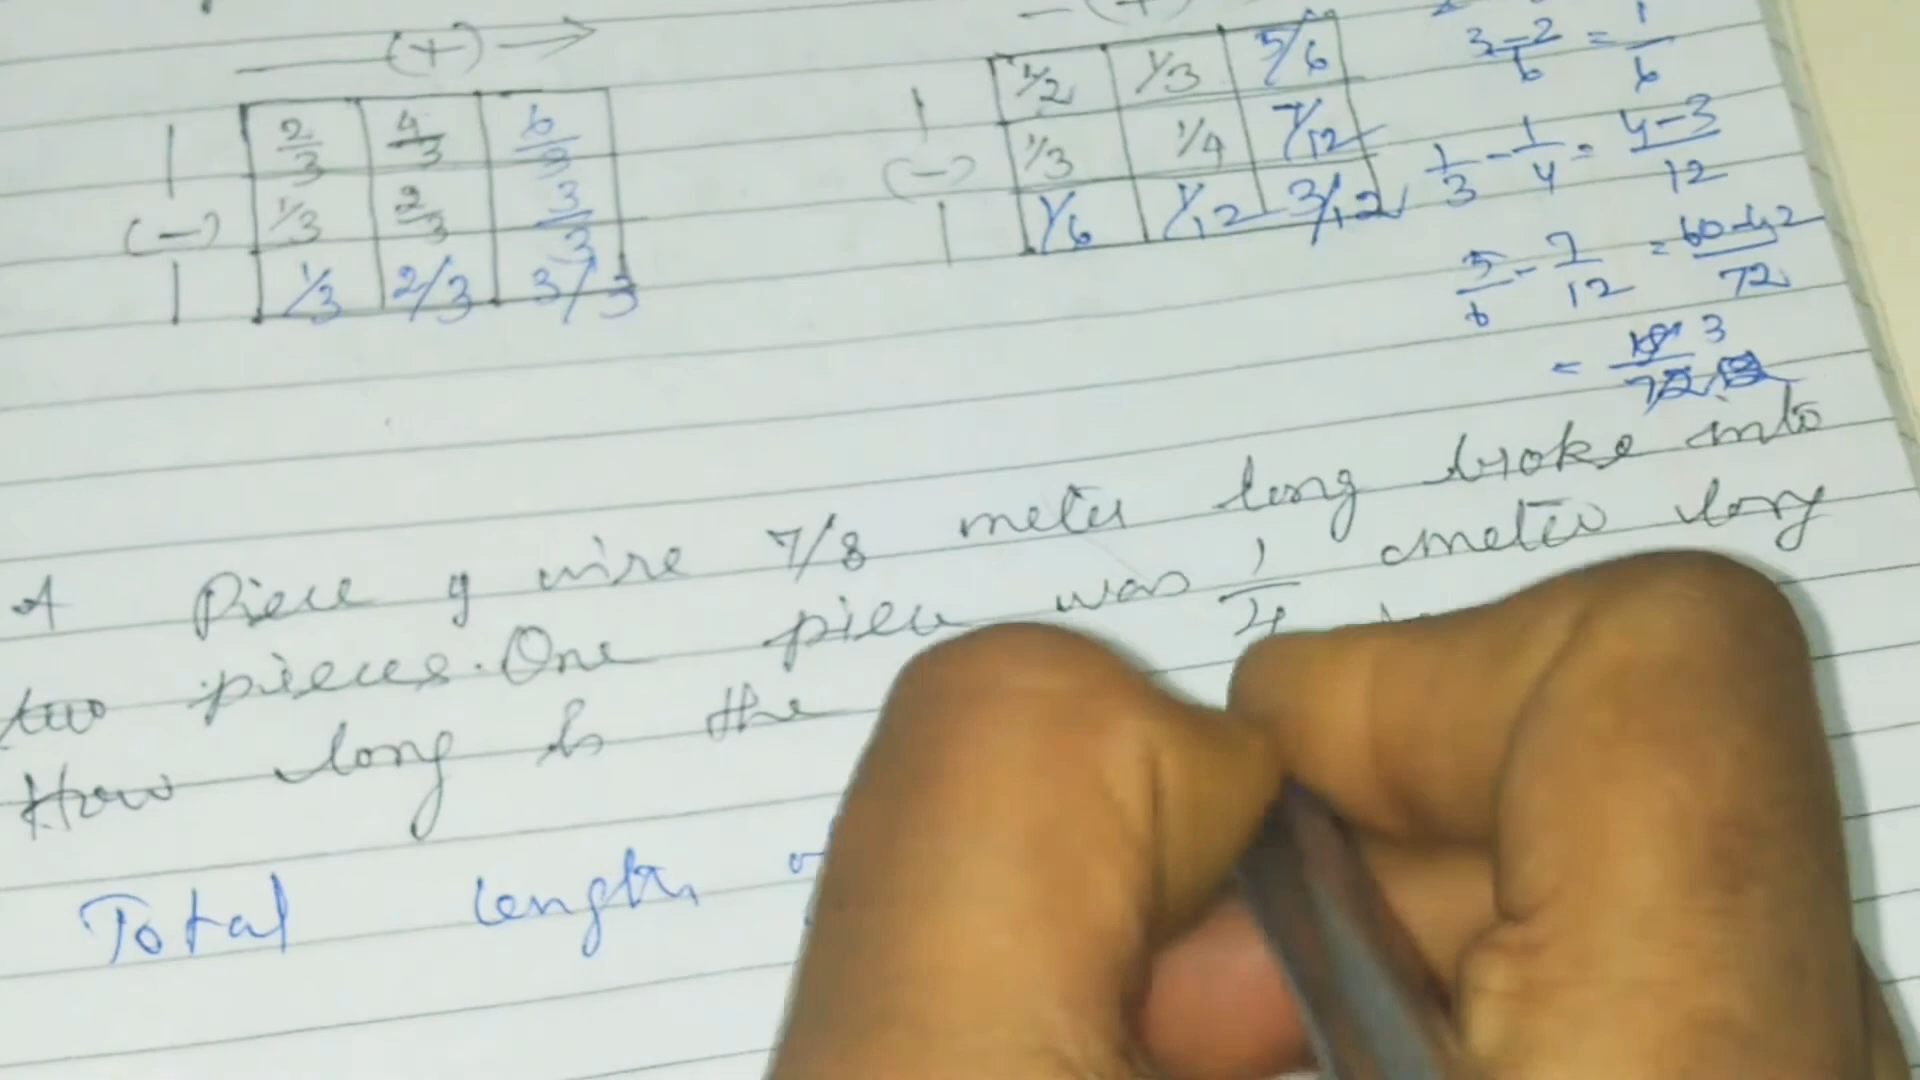 (+)
2/3 4/3 6/3
(-) 1/3 2/3 3/3
1/3 2/3 3/3
(+)
1/2 1/3 5/6
(-) 1/3 1/4 7/12
1/6 1/12 3/12
3-2/6 = 1/6
1/3 - 1/4 = 4-3/12
5/6 - 7/12 = 60-42/72
= 18/72 3
A Piece of wire 7/8 meter long broke into
two pieces. One piece was 1/4 meter long
How long is the
Total length